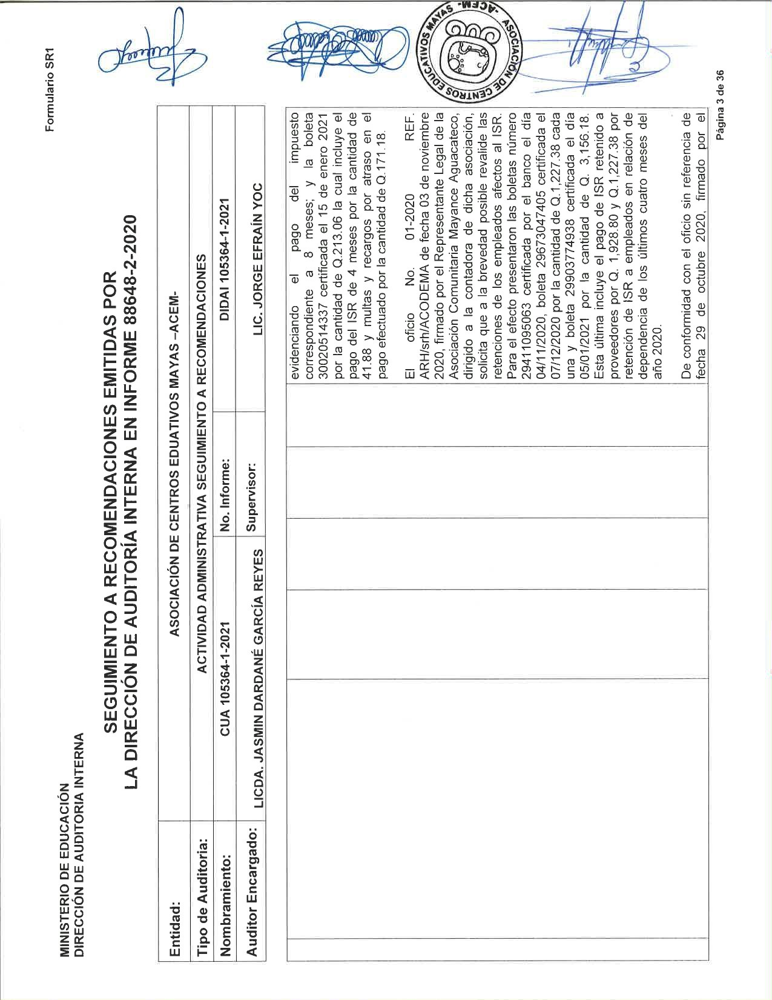 Formulario SR1
MINISTERIO DE EDUCACIÓN
DIRECCIÓN DE AUDITORIA INTERNA
SEGUIMIENTO A RECOMENDACIONES EMITIDAS POR
LA DIRECCIÓN DE AUDITORÍA INTERNA EN INFORME 88648-2-2020
Entidad: ASOCIACIÓN DE CENTROS EDUATIVOS MAYAS –ACEM-
Tipo de Auditoria: ACTIVIDAD ADMINISTRATIVA SEGUIMIENTO A RECOMENDACIONES
Nombramiento: CUA 105364-1-2021 No. Informe: DIDAI 105364-1-2021
Auditor Encargado: LICDA. JASMIN DARDANÉ GARCÍA REYES Supervisor: LIC. JORGE EFRAÍN YOC
evidenciando el pago del impuesto
correspondiente a 8 meses; y la boleta
30020514337 certificada el 15 de enero 2021
por la cantidad de Q.213.06 la cual incluye el
pago del ISR de 4 meses por la cantidad de
41.88 y multas y recargos por atraso en el
pago efectuado por la cantidad de Q.171.18.
El oficio No. 01-2020 REF.
ARH/srh/ACODEMA de fecha 03 de noviembre
2020, firmado por el Representante Legal de la
Asociación Comunitaria Mayance Aguacateco,
dirigido a la contadora de dicha asociación,
solicita que a la brevedad posible revalide las
retenciones de los empleados afectos al ISR.
Para el efecto presentaron las boletas número
29411095063 certificada por el banco el día
04/11/2020, boleta 29673047405 certificada el
07/12/2020 por la cantidad de Q.1,227.38 cada
una y boleta 29903774938 certificada el día
05/01/2021 por la cantidad de Q. 3,156.18.
Esta última incluye el pago de ISR retenido a
proveedores por Q. 1,928.80 y Q.1,227.38 por
retención de ISR a empleados en relación de
dependencia de los últimos cuatro meses del
año 2020.
De conformidad con el oficio sin referencia de
fecha 29 de octubre 2020, firmado por el
ASOCIACIÓN DE CENTROS EDUCATIVOS MAYAS -ACEM-
Página 3 de 36